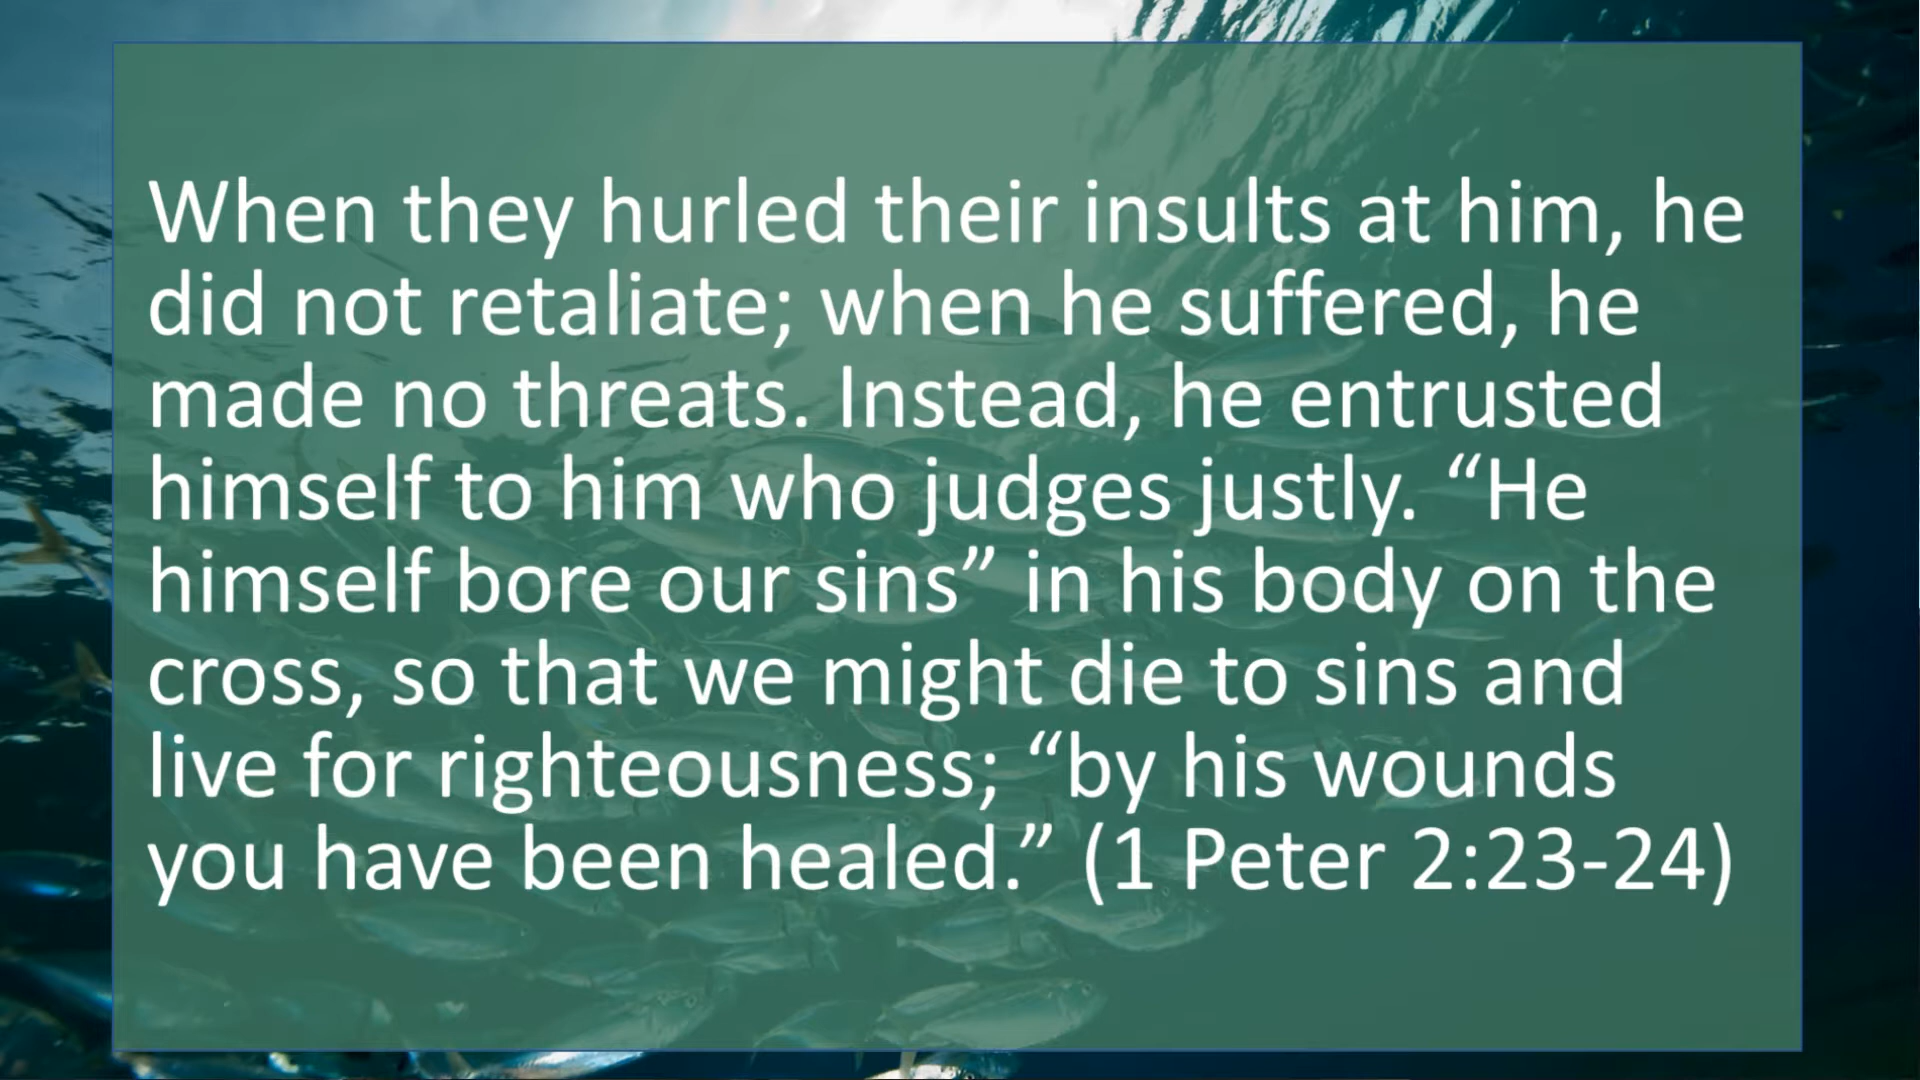 When they hurled their insults at him, he
did not retaliate; when he suffered, he
made no threats. Instead, he entrusted
himself to him who judges justly. “He
himself bore our sins” in his body on the
cross, so that we might die to sins and
live for righteousness; “by his wounds
you have been healed.” (1 Peter 2:23-24)